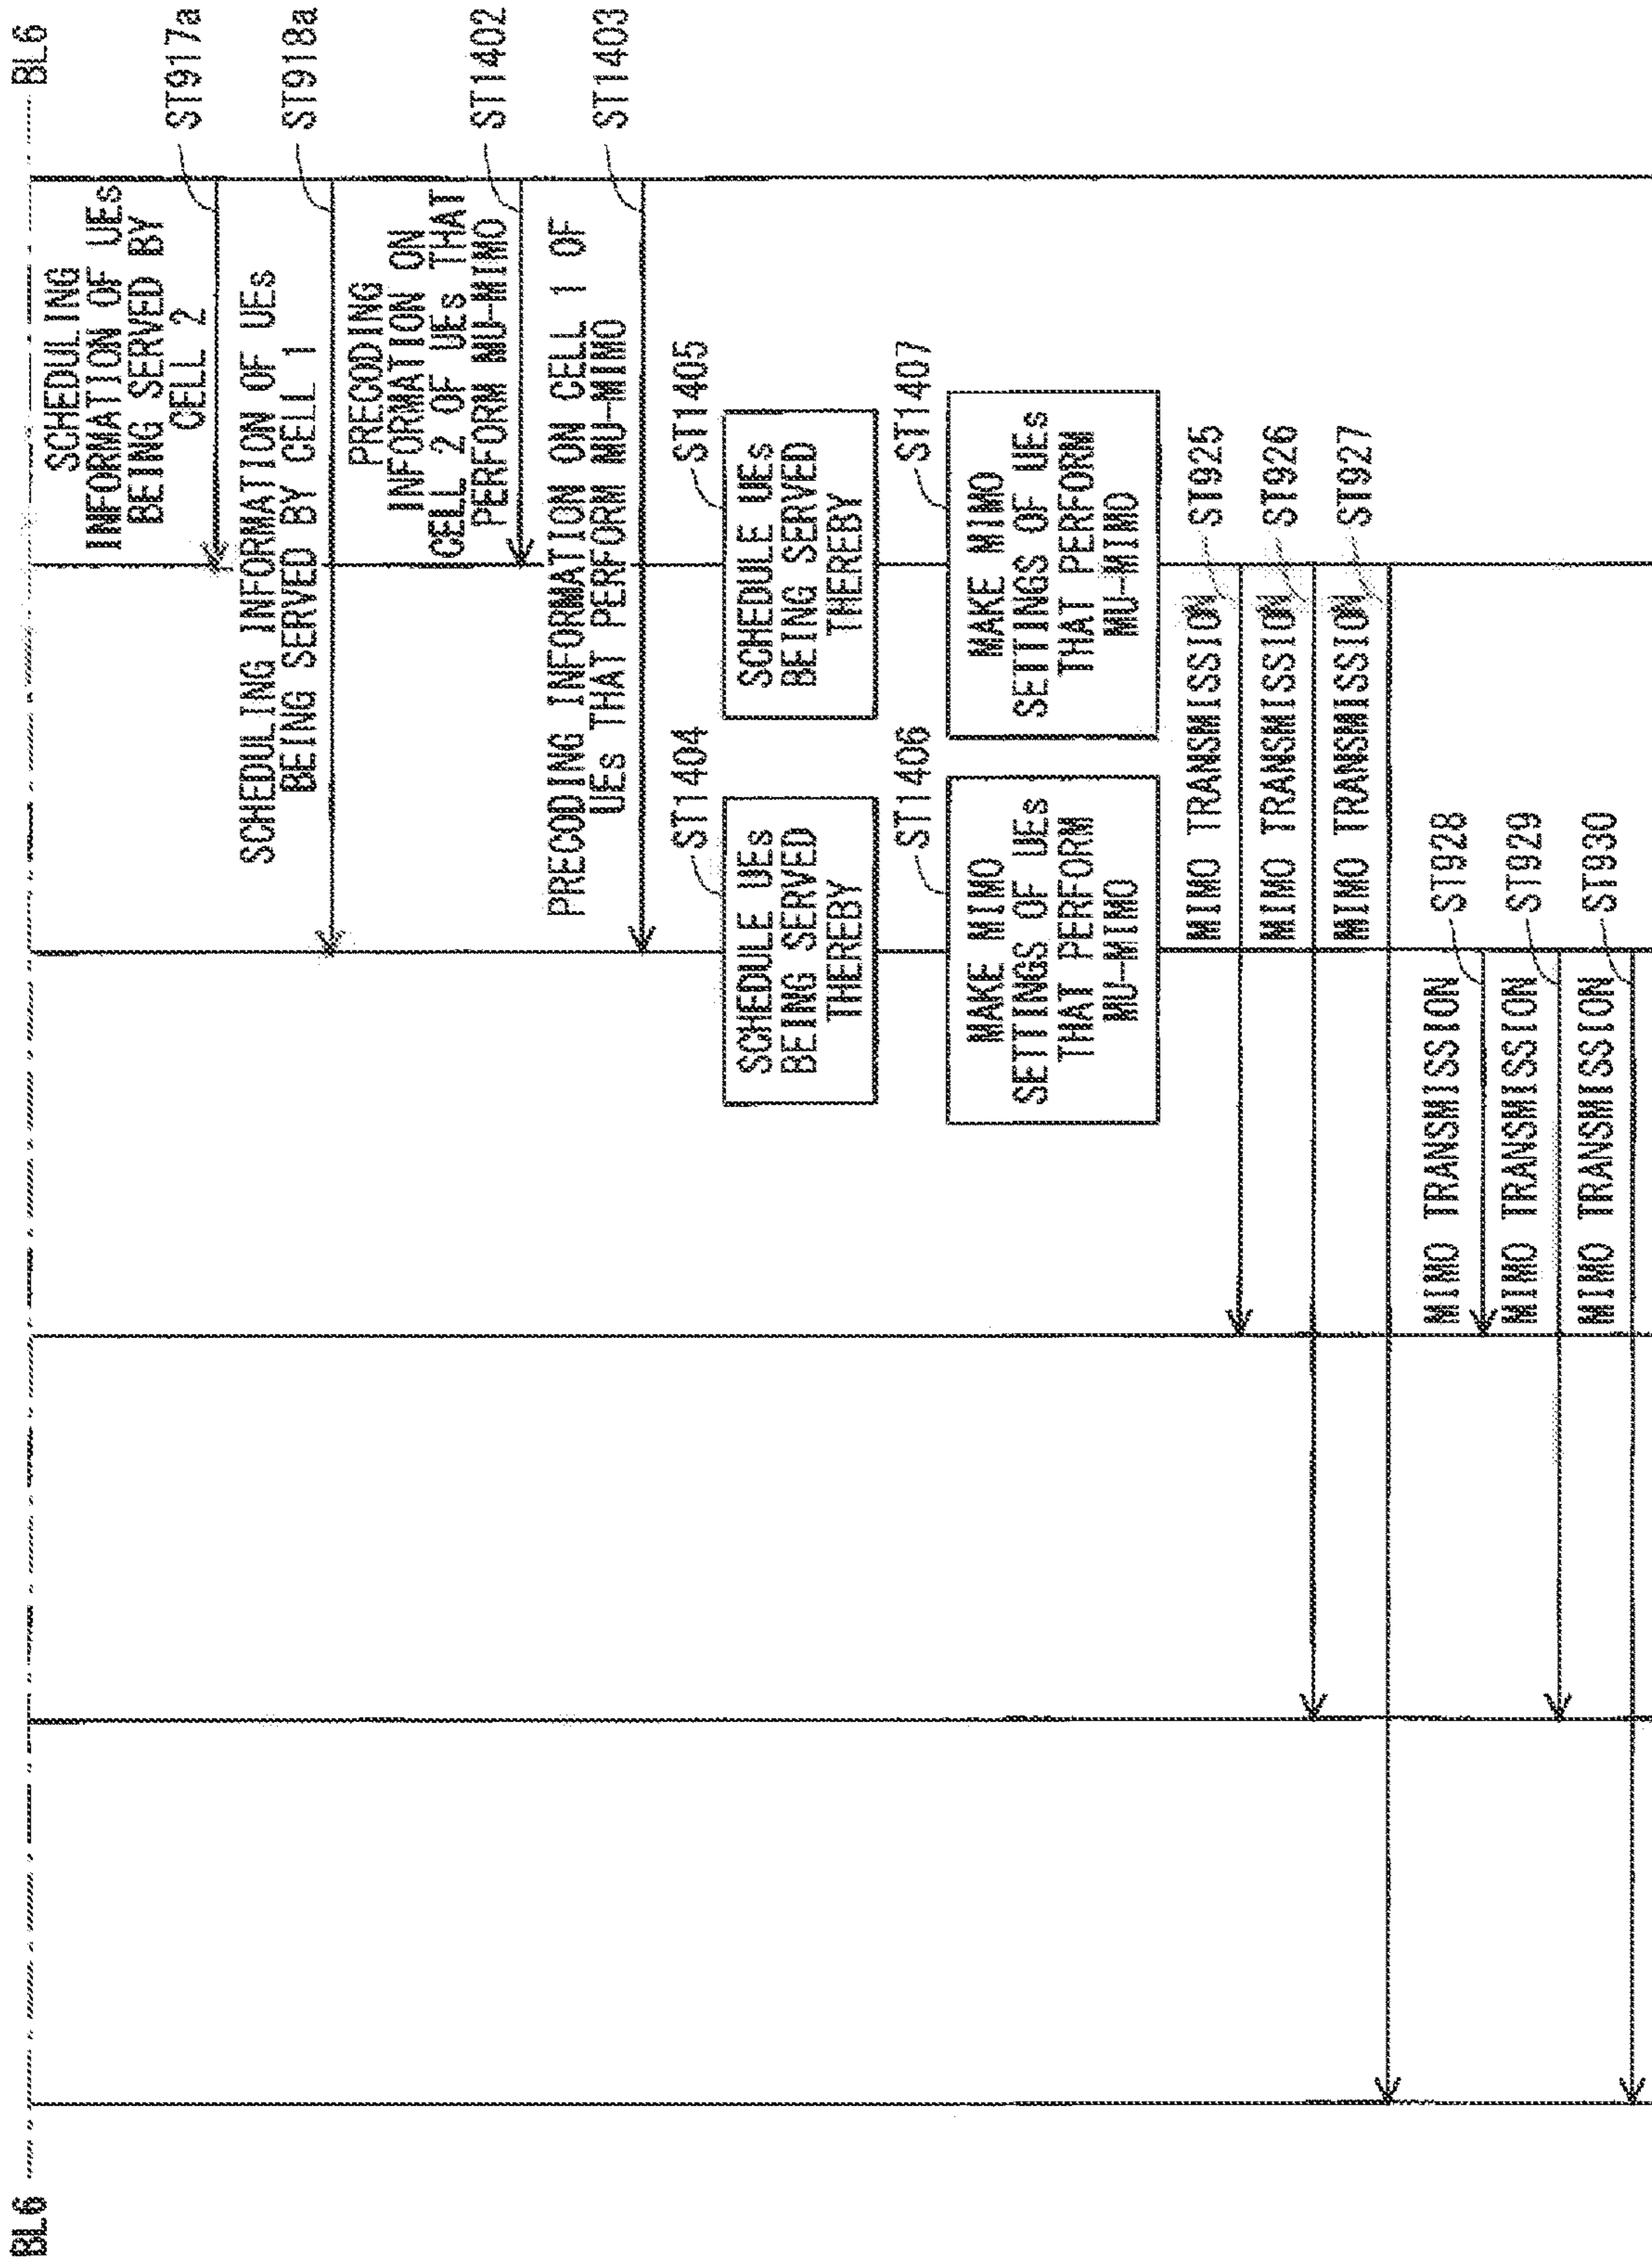 BL6
BL6
SCHEDULING
INFORMATION OF UEs
BEING SERVED BY
CELL 2
ST917a
SCHEDULING INFORMATION OF UEs
BEING SERVED BY CELL 1
ST918a
PRECODING
INFORMATION ON
CELL 2 OF UEs THAT
PERFORM MU-MIMO
ST1402
PRECODING INFORMATION ON CELL 1 OF
UEs THAT PERFORM MU-MIMO
ST1403
ST1404
SCHEDULE UEs
BEING SERVED
THEREBY
ST1405
SCHEDULE UEs
BEING SERVED
THEREBY
ST1406
MAKE MIMO
SETTINGS OF UEs
THAT PERFORM
MU-MIMO
ST1407
MAKE MIMO
SETTINGS OF UEs
THAT PERFORM
MU-MIMO
MIMO TRANSMISSION
ST925
MIMO TRANSMISSION
ST926
MIMO TRANSMISSION
ST927
MIMO TRANSMISSION
ST928
MIMO TRANSMISSION
ST929
MIMO TRANSMISSION
ST930